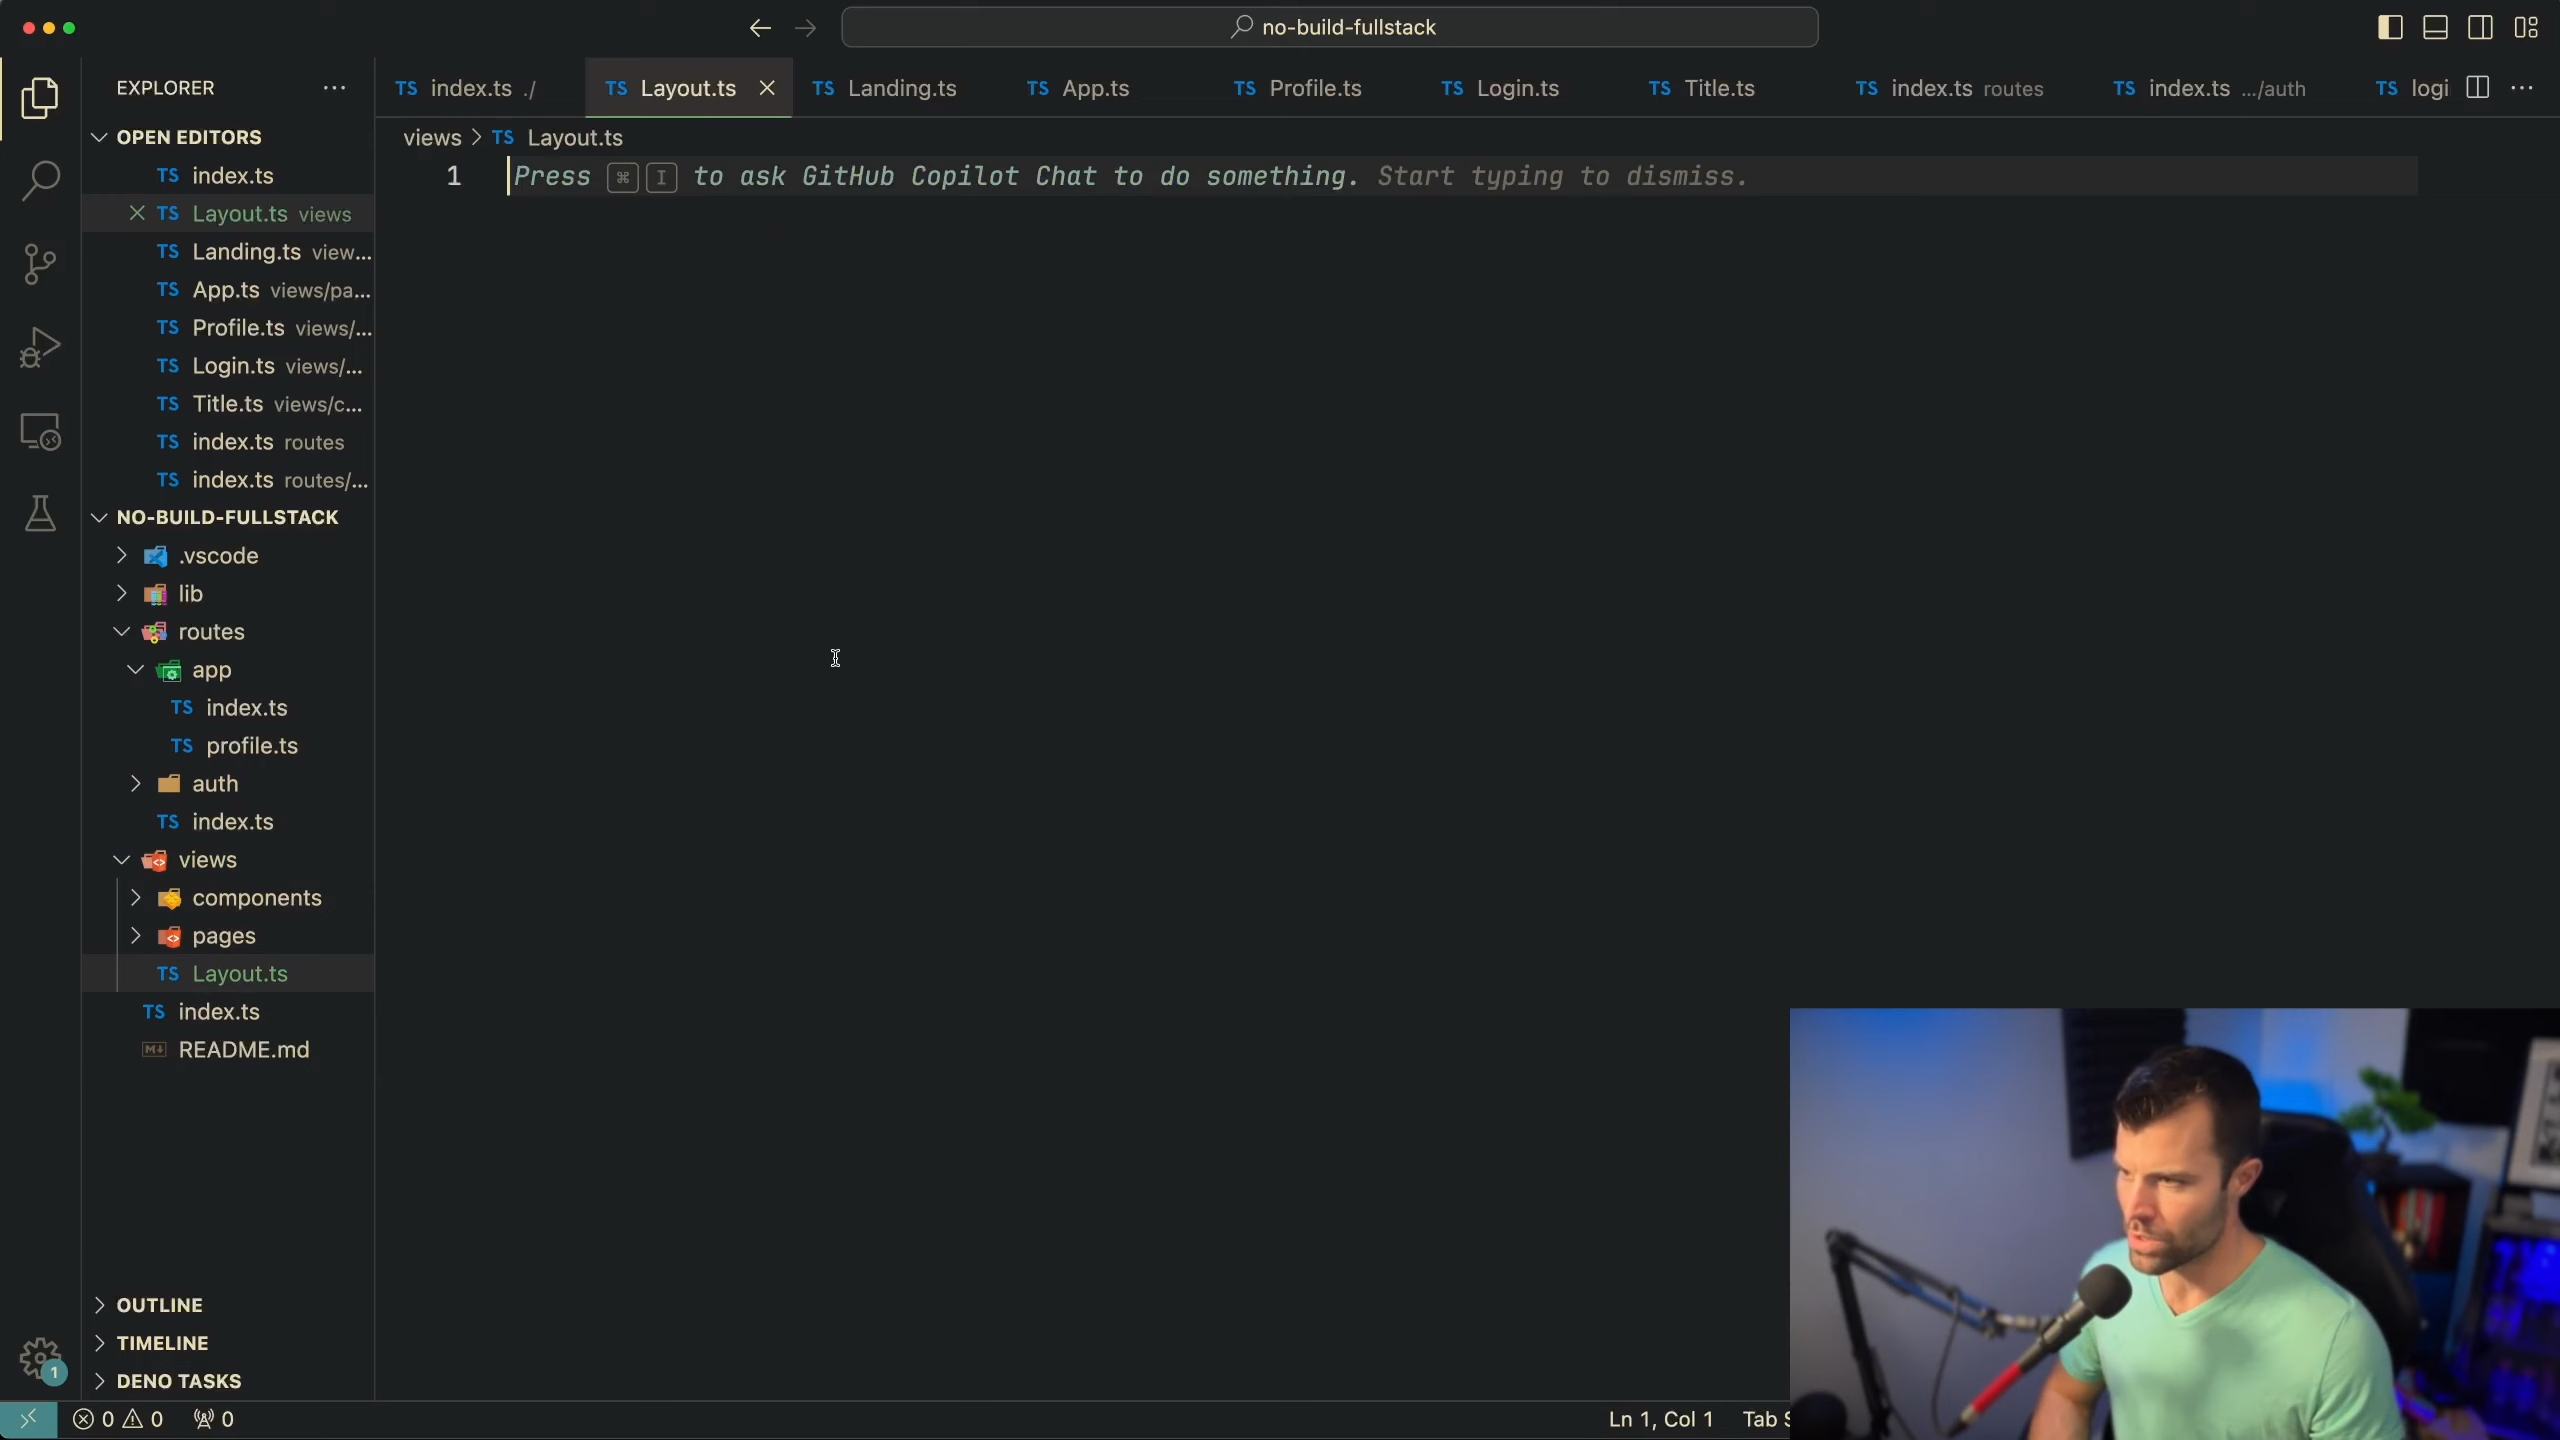 no-build-fullstack
EXPLORER
OPEN EDITORS
TS index.ts
TS Layout.ts views
TS Landing.ts view...
TS App.ts views/pa...
TS Profile.ts views/...
TS Login.ts views/...
TS Title.ts views/c...
TS index.ts routes
TS index.ts routes/...
NO-BUILD-FULLSTACK
.vscode
lib
routes
app
TS index.ts
TS profile.ts
auth
TS index.ts
views
components
pages
TS Layout.ts
TS index.ts
M↓ README.md
OUTLINE
TIMELINE
DENO TASKS
1
TS index.ts ./ TS Layout.ts TS Landing.ts TS App.ts TS Profile.ts TS Login.ts TS Title.ts TS index.ts routes TS index.ts .../auth TS logi
views > TS Layout.ts
1 Press ⌘ I to ask GitHub Copilot Chat to do something. Start typing to dismiss.
0 0 0 Ln 1, Col 1 Tab S